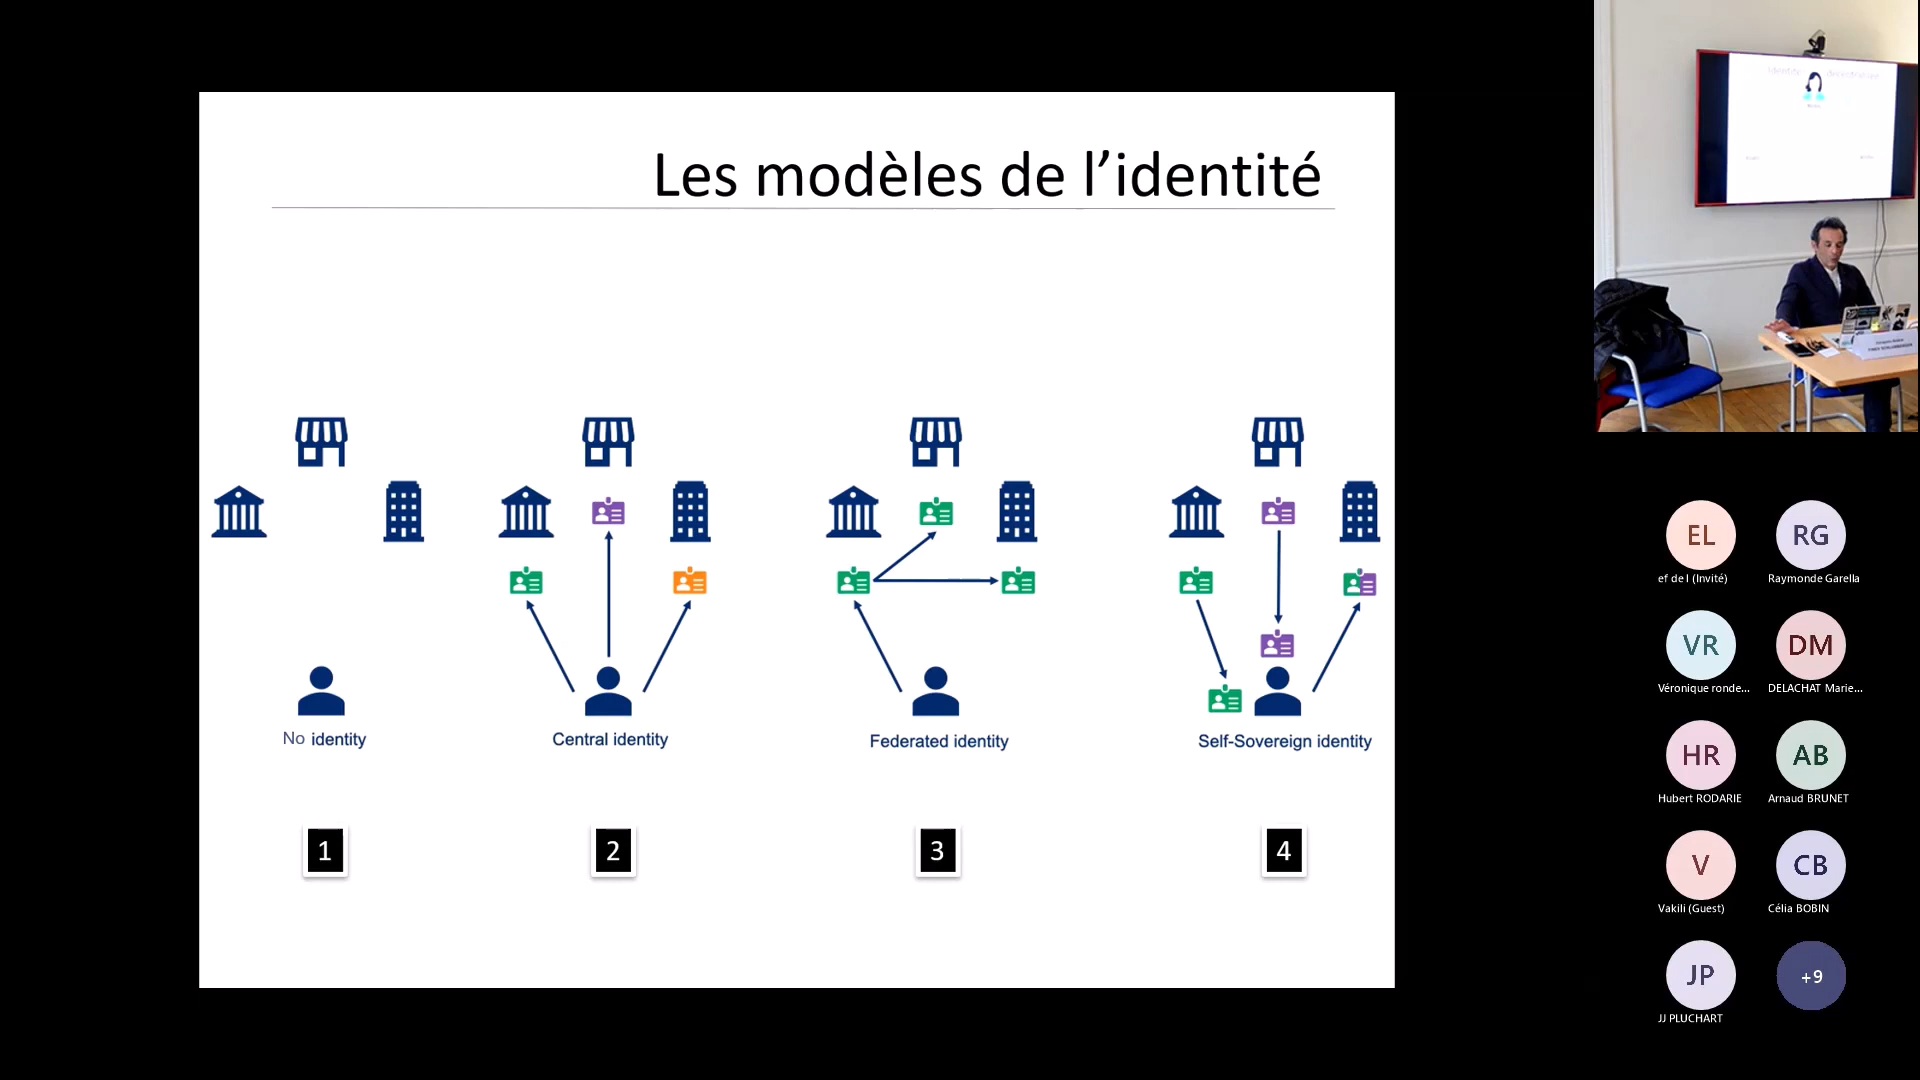 Les modèles de l’identité
No identity
Central identity
Federated identity
Self-Sovereign identity
1
2
3
4
EL
RG
ef de l (Invité)
Raymonde Garella
VR
DM
Véronique ronde...
DELACHAT Marie...
HR
AB
Hubert RODARIE
Arnaud BRUNET
V
CB
Vakili (Guest)
Célia BOBIN
JP
+9
JJ PLUCHART